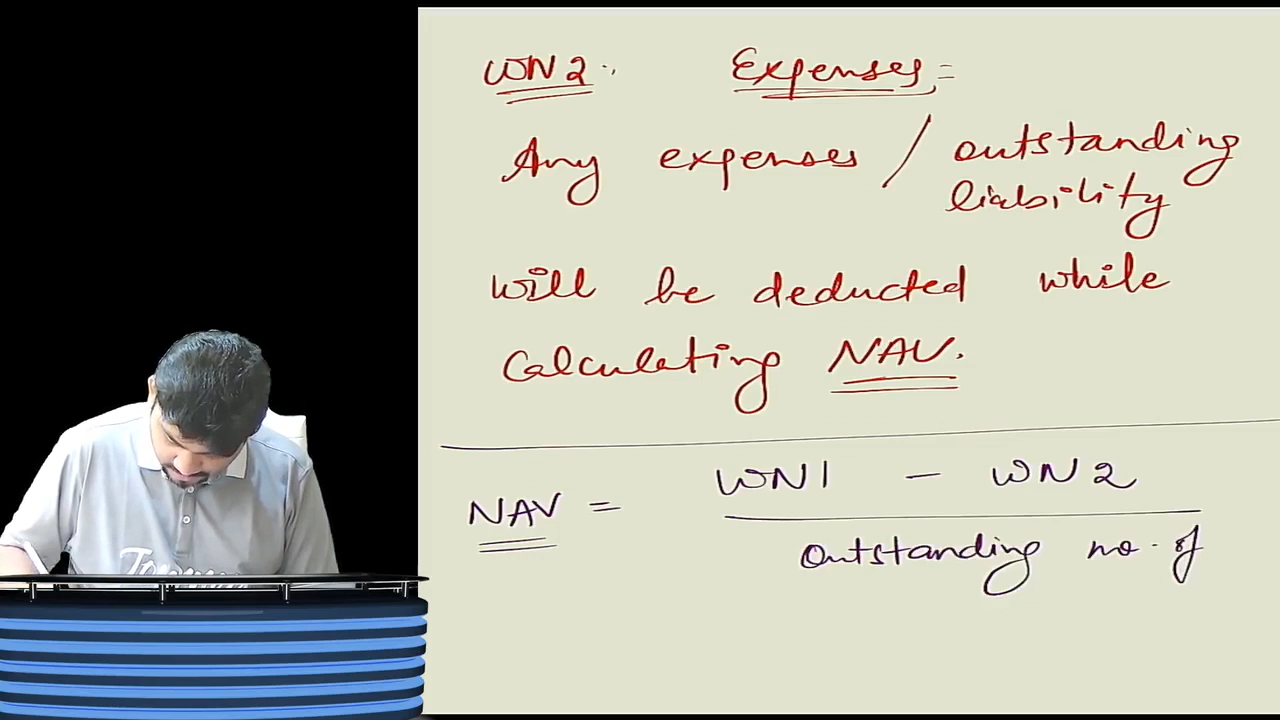 WN2. Expenses =
Any expenses / outstanding
liability
will be deducted while
Calculating NAV.
NAV = WN1 - WN2
Outstanding no. of